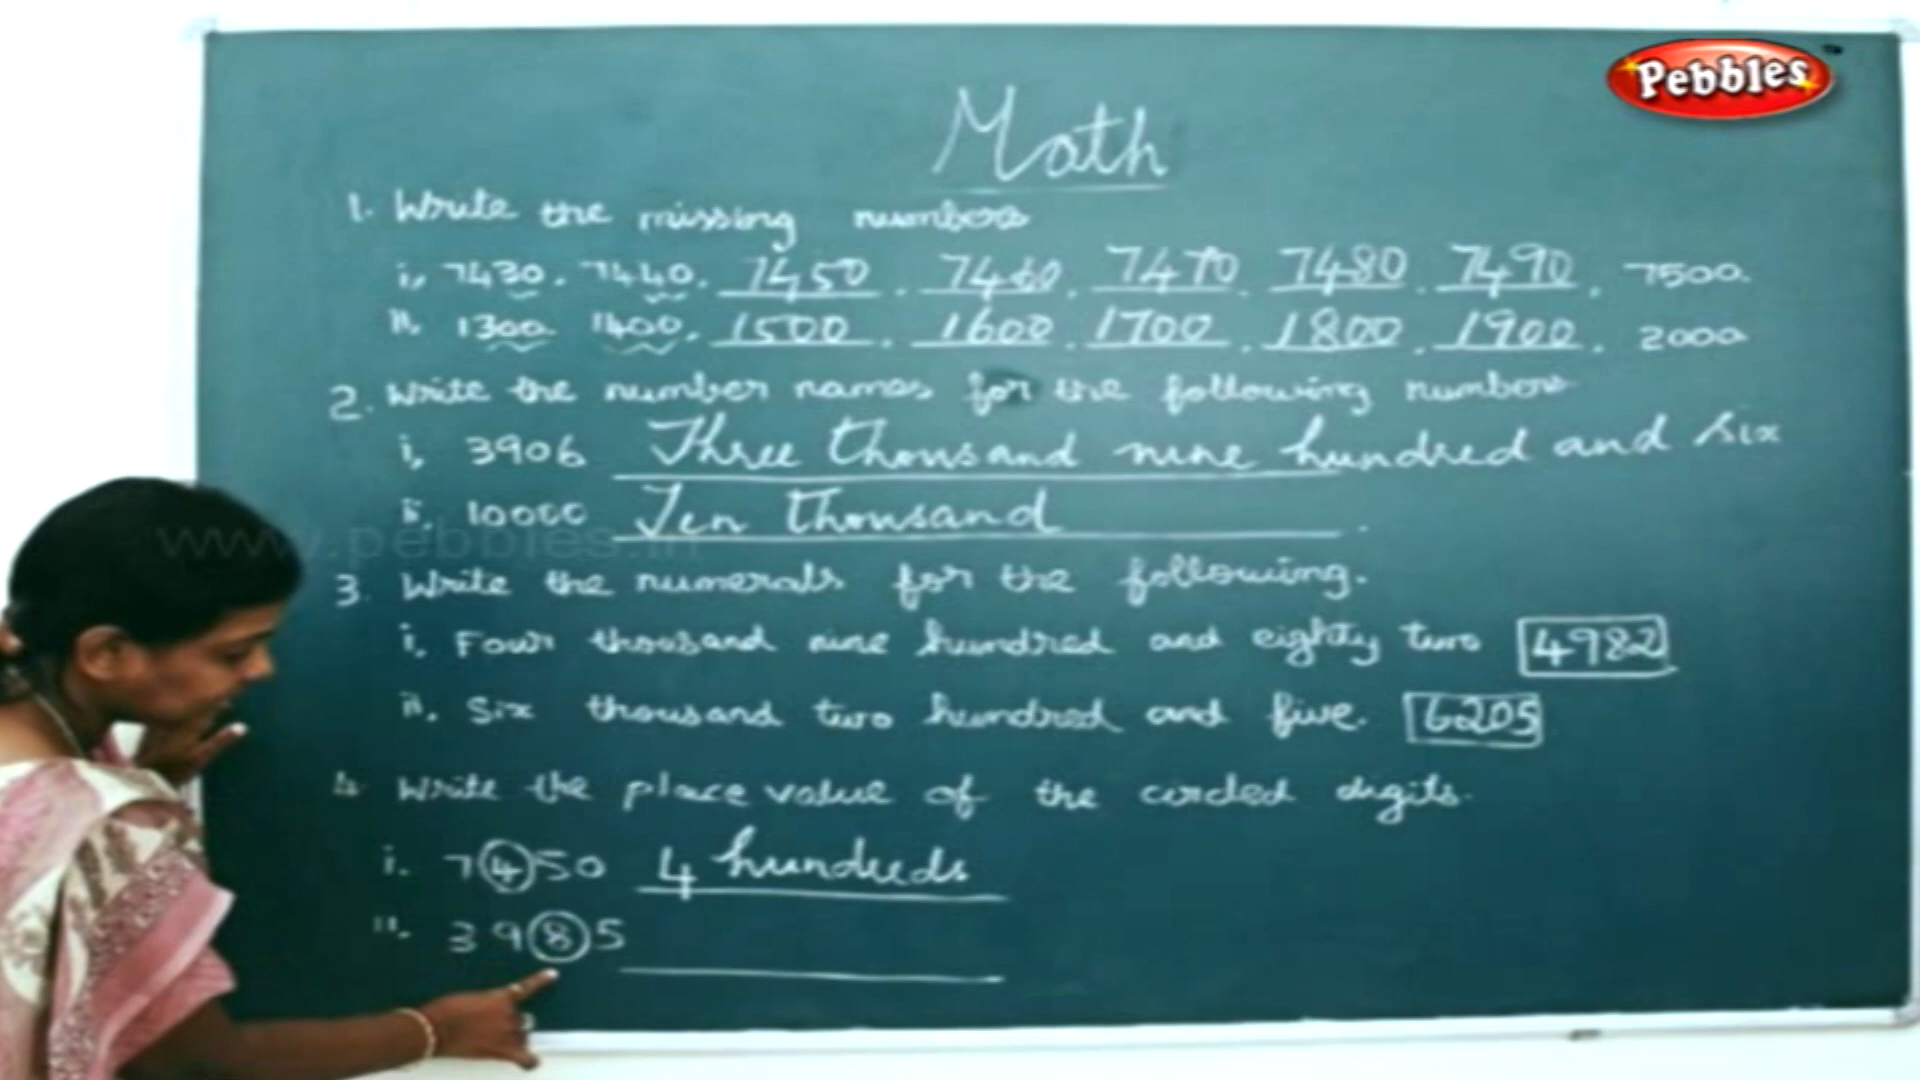 Pebbles
Math
1. Write the missing numbers
i, 7430, 7440, 7450, 7460, 7470, 7480, 7490, 7500.
ii. 1300 1400, 1500, 1600, 1700, 1800, 1900, 2000
2. Write the number names for the following numbers
i, 3906 Three thousand nine hundred and six
ii. 10000 Ten thousand.
www.pebbles.in
3. Write the numerals for the following.
i. Four thousand nine hundred and eighty two 4982
ii. Six thousand two hundred and five. 6205
4. Write the place value of the circled digits.
i. 7450 4 hundreds
ii. 3985